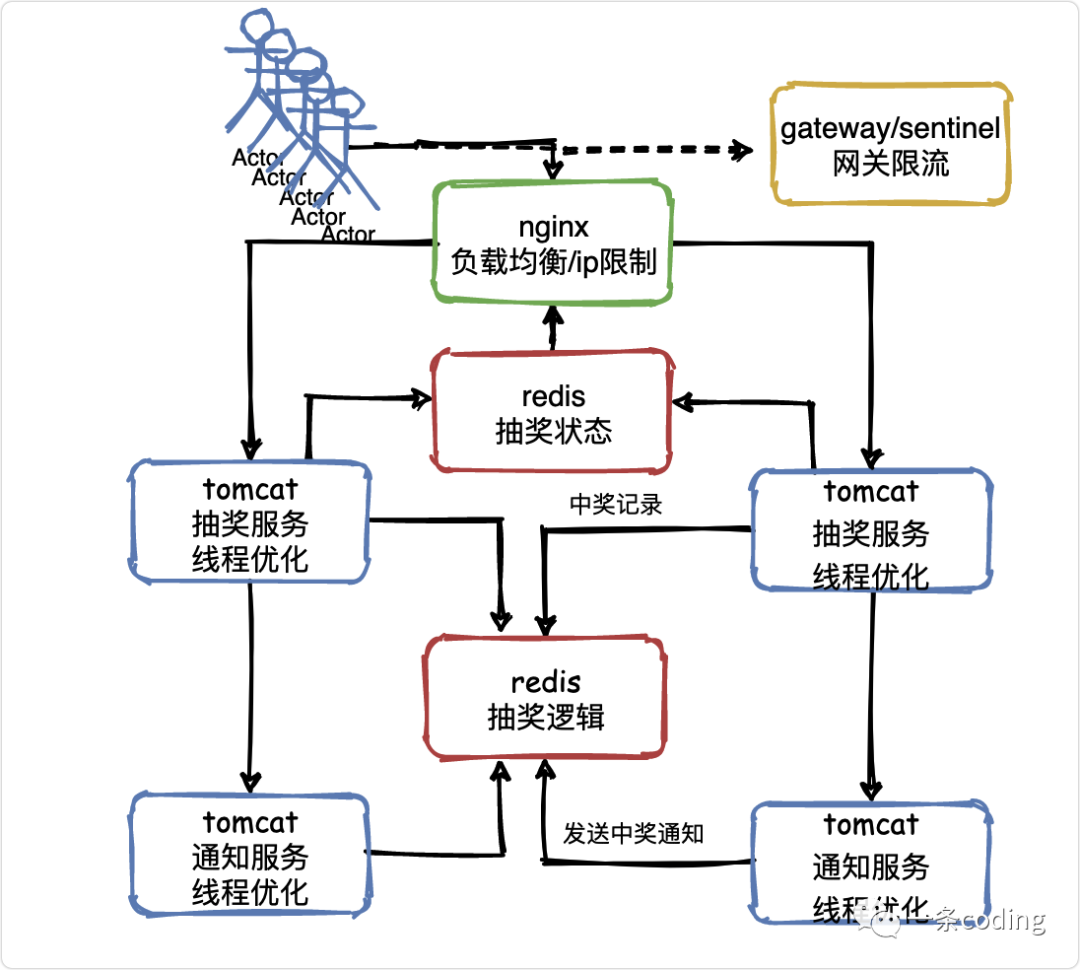 Actor
Actor
Actor
Actor
Actor
gateway/sentinel
网关限流
nginx
负载均衡/ip限制
redis
抽奖状态
tomcat
抽奖服务
线程优化
中奖记录
tomcat
抽奖服务
线程优化
redis
抽奖逻辑
tomcat
通知服务
线程优化
发送中奖通知
tomcat
通知服务
线程优化
一条coding